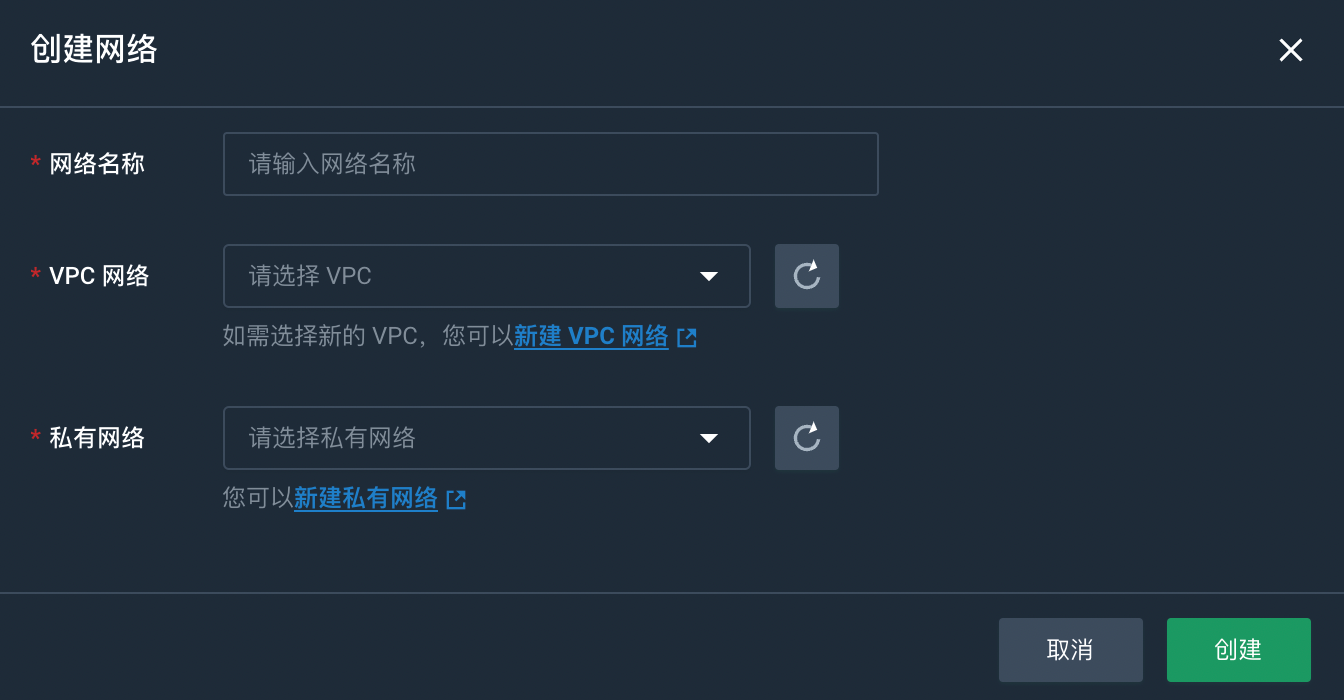 创建网络
* 网络名称
请输入网络名称
* VPC 网络
请选择 VPC
如需选择新的 VPC，您可以新建 VPC 网络
* 私有网络
请选择私有网络
您可以新建私有网络
取消
创建